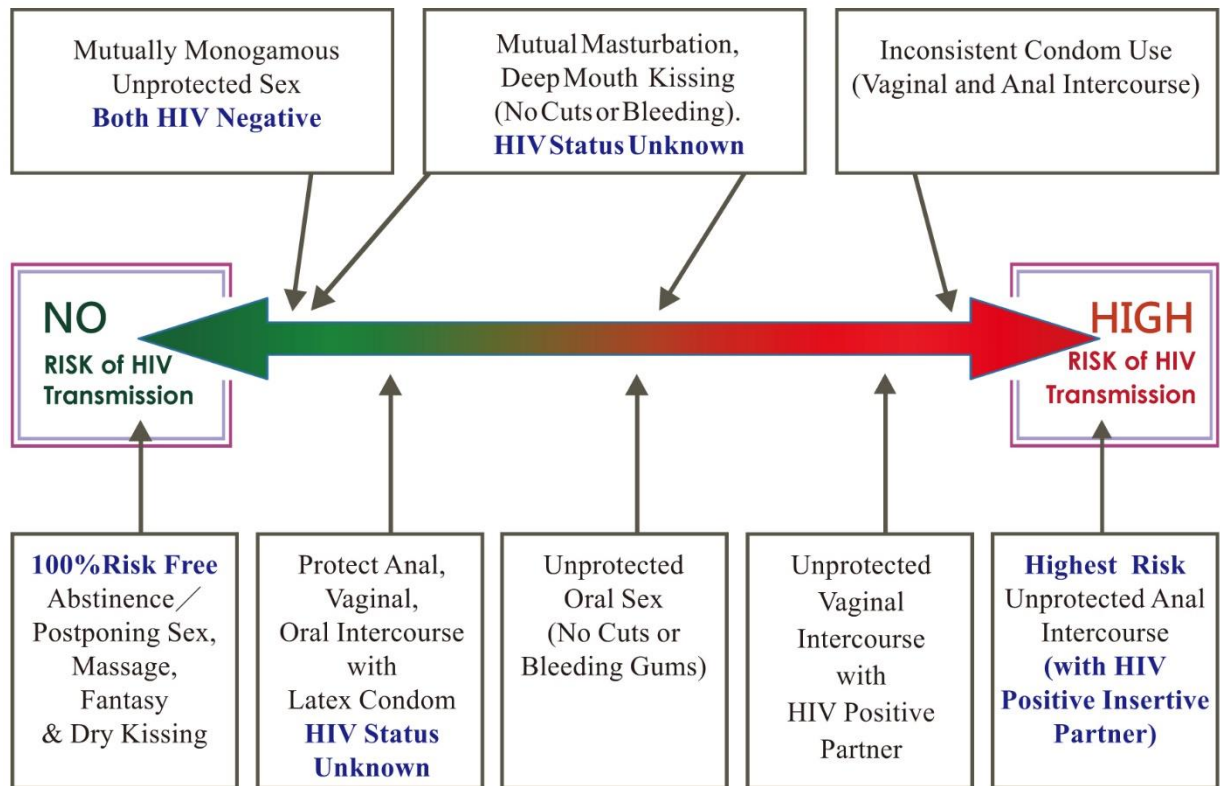 Mutually Monogamous
Unprotected Sex
Both HIV Negative
Mutual Masturbation,
Deep Mouth Kissing
(No Cuts or Bleeding).
HIV Status Unknown
Inconsistent Condom Use
(Vaginal and Anal Intercourse)
NO
RISK of HIV
Transmission
HIGH
RISK of HIV
Transmission
100%Risk Free
Abstinence／
Postponing Sex,
Massage,
Fantasy
& Dry Kissing
Protect Anal,
Vaginal,
Oral Intercourse
with
Latex Condom
HIV Status
Unknown
Unprotected
Oral Sex
(No Cuts or
Bleeding Gums)
Unprotected
Vaginal
Intercourse
with
HIV Positive
Partner
Highest Risk
Unprotected Anal
Intercourse
(with HIV
Positive Insertive
Partner)